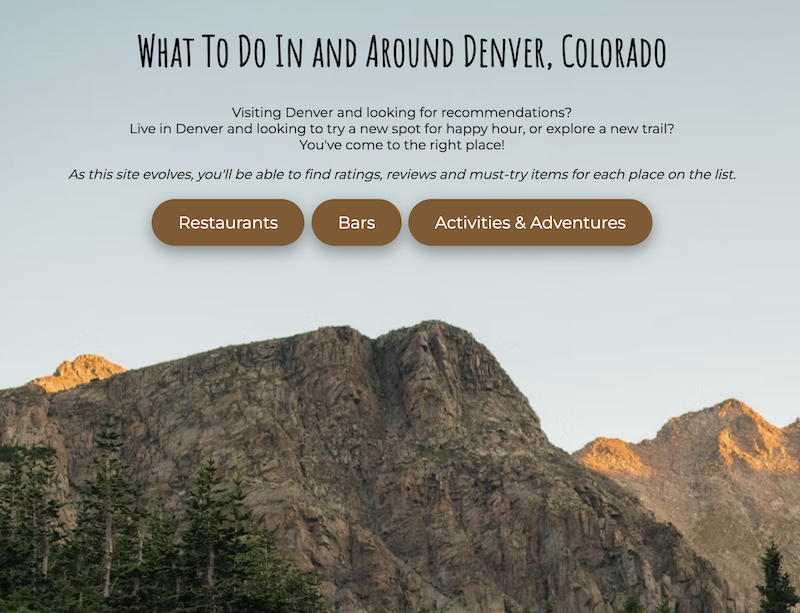 What To Do In and Around Denver, Colorado
Visiting Denver and looking for recommendations?
Live in Denver and looking to try a new spot for happy hour, or explore a new trail?
You've come to the right place!
As this site evolves, you'll be able to find ratings, reviews and must-try items for each place on the list.
Restaurants Bars Activities & Adventures